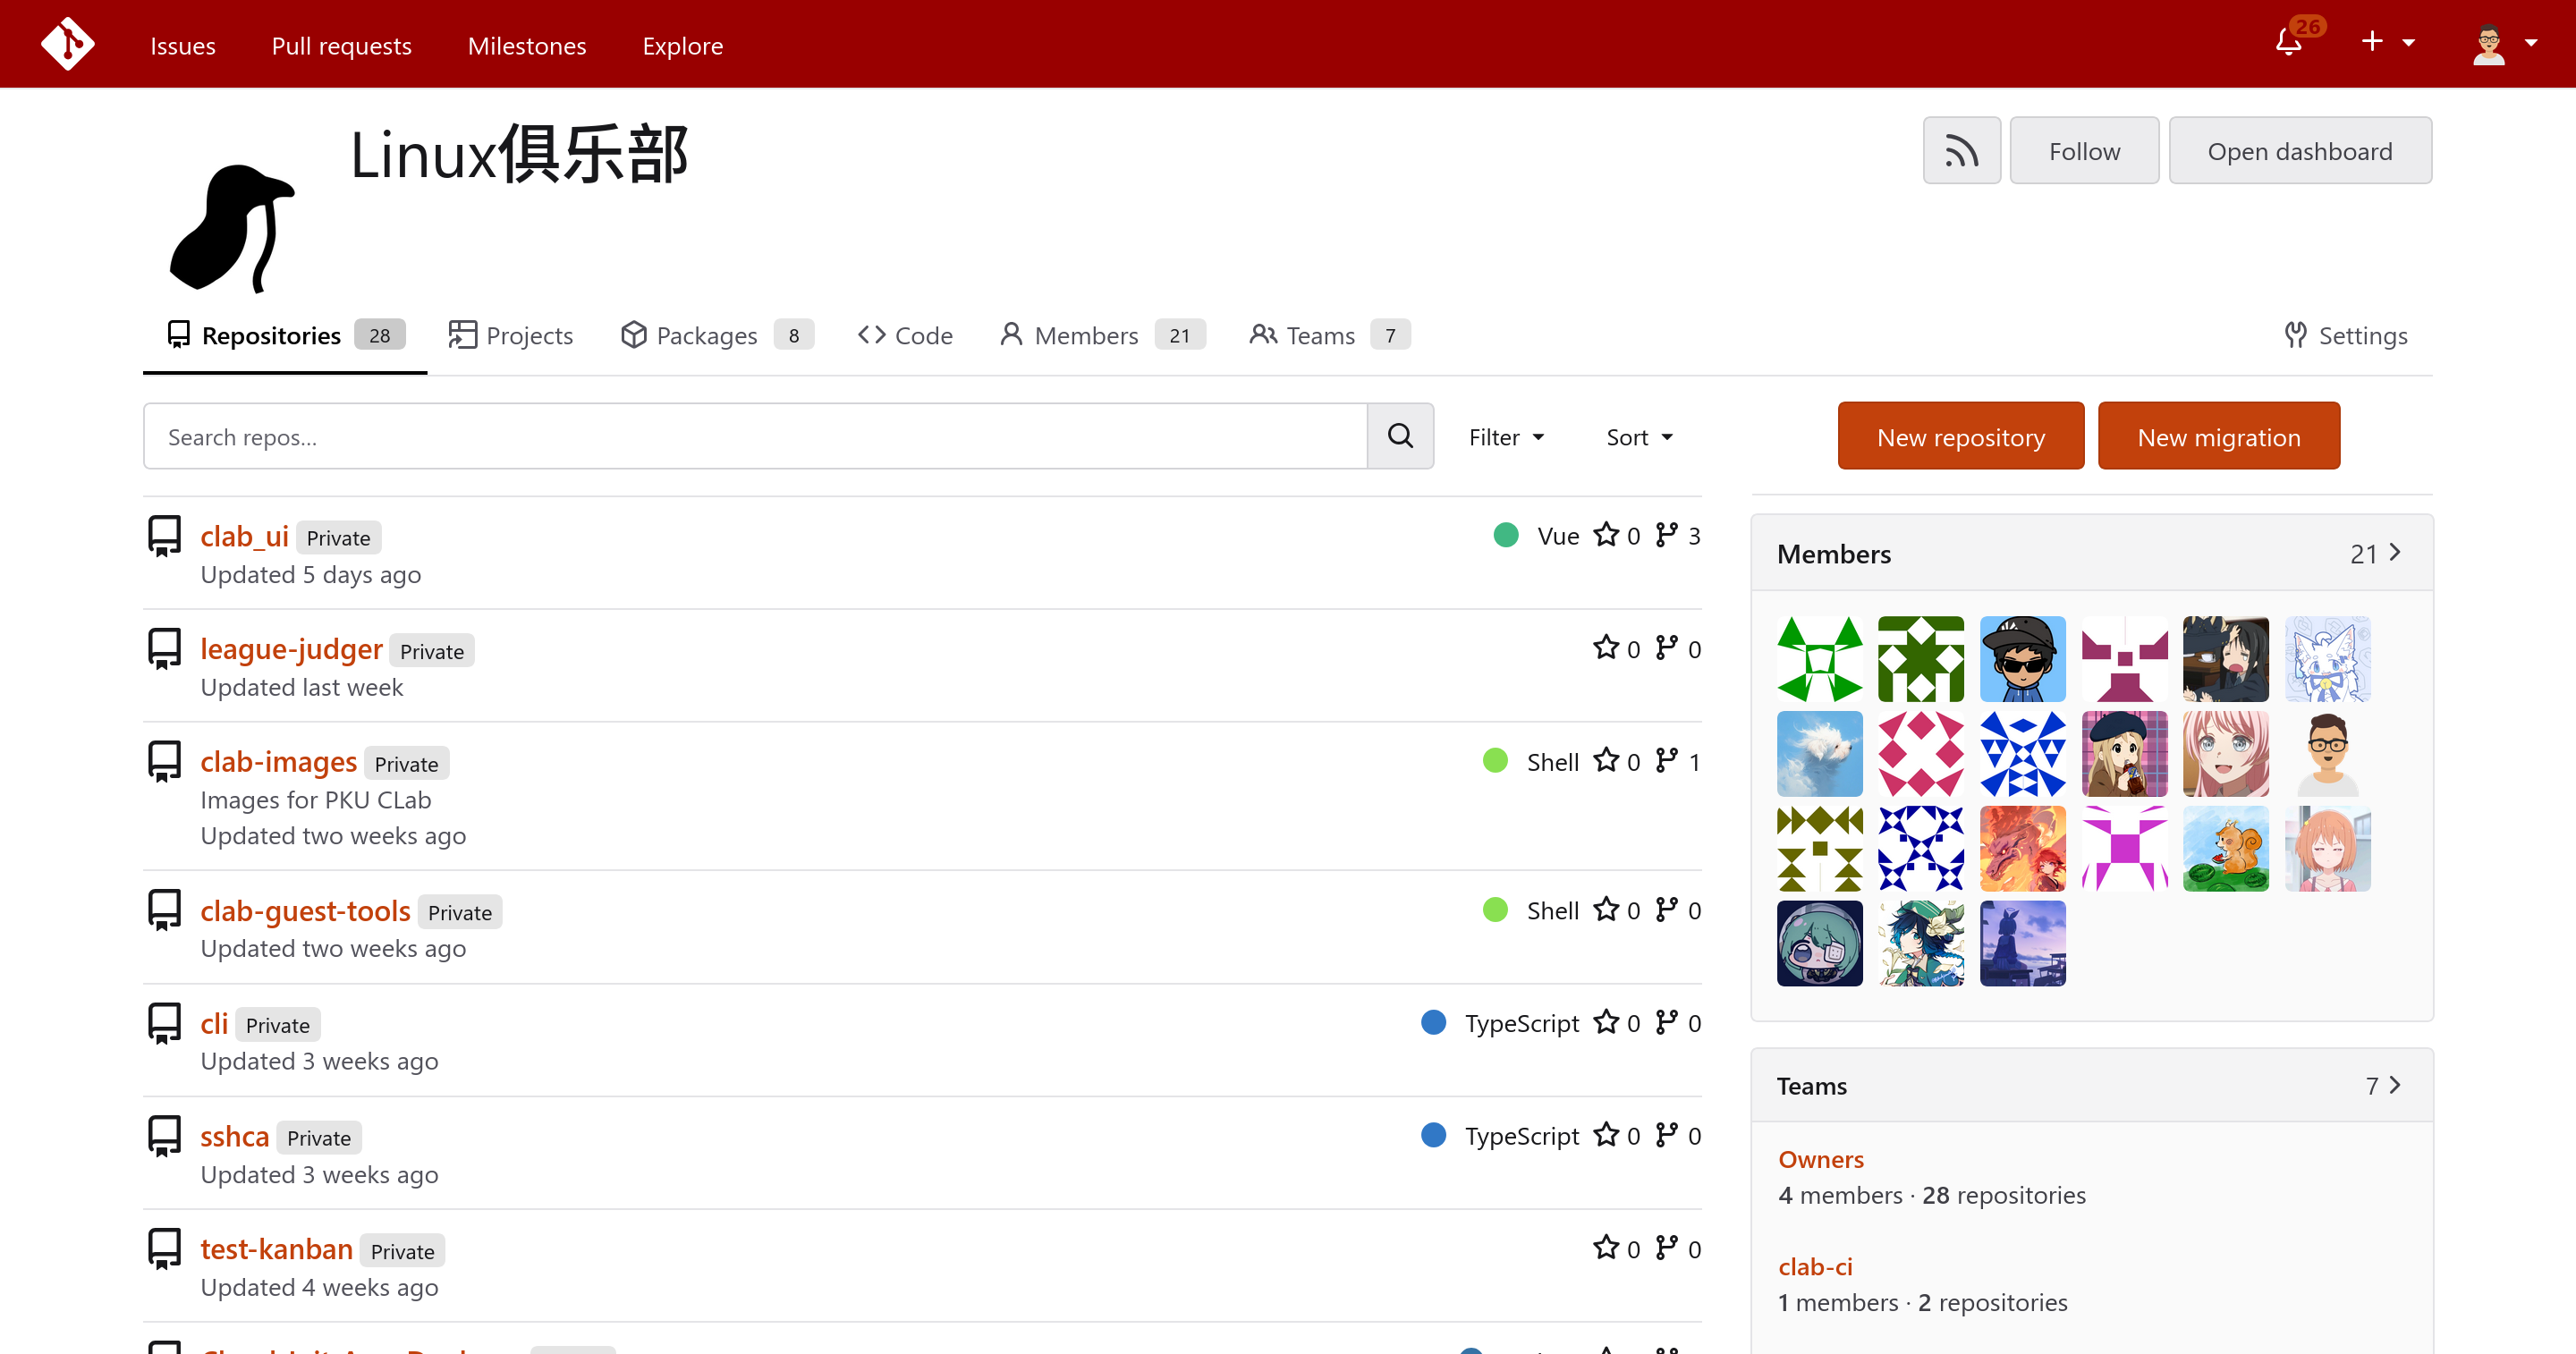 Issues Pull requests Milestones Explore 26
Linux俱乐部 Follow Open dashboard
Repositories 28 Projects Packages 8 Code Members 21 Teams 7 Settings
Search repos... Filter Sort New repository New migration
clab_ui Private Vue 0 3
Updated 5 days ago
league-judger Private 0 0
Updated last week
clab-images Private Shell 0 1
Images for PKU CLab
Updated two weeks ago
clab-guest-tools Private Shell 0 0
Updated two weeks ago
cli Private TypeScript 0 0
Updated 3 weeks ago
sshca Private TypeScript 0 0
Updated 3 weeks ago
test-kanban Private 0 0
Updated 4 weeks ago
Members 21
Teams 7
Owners
4 members · 28 repositories
clab-ci
1 members · 2 repositories